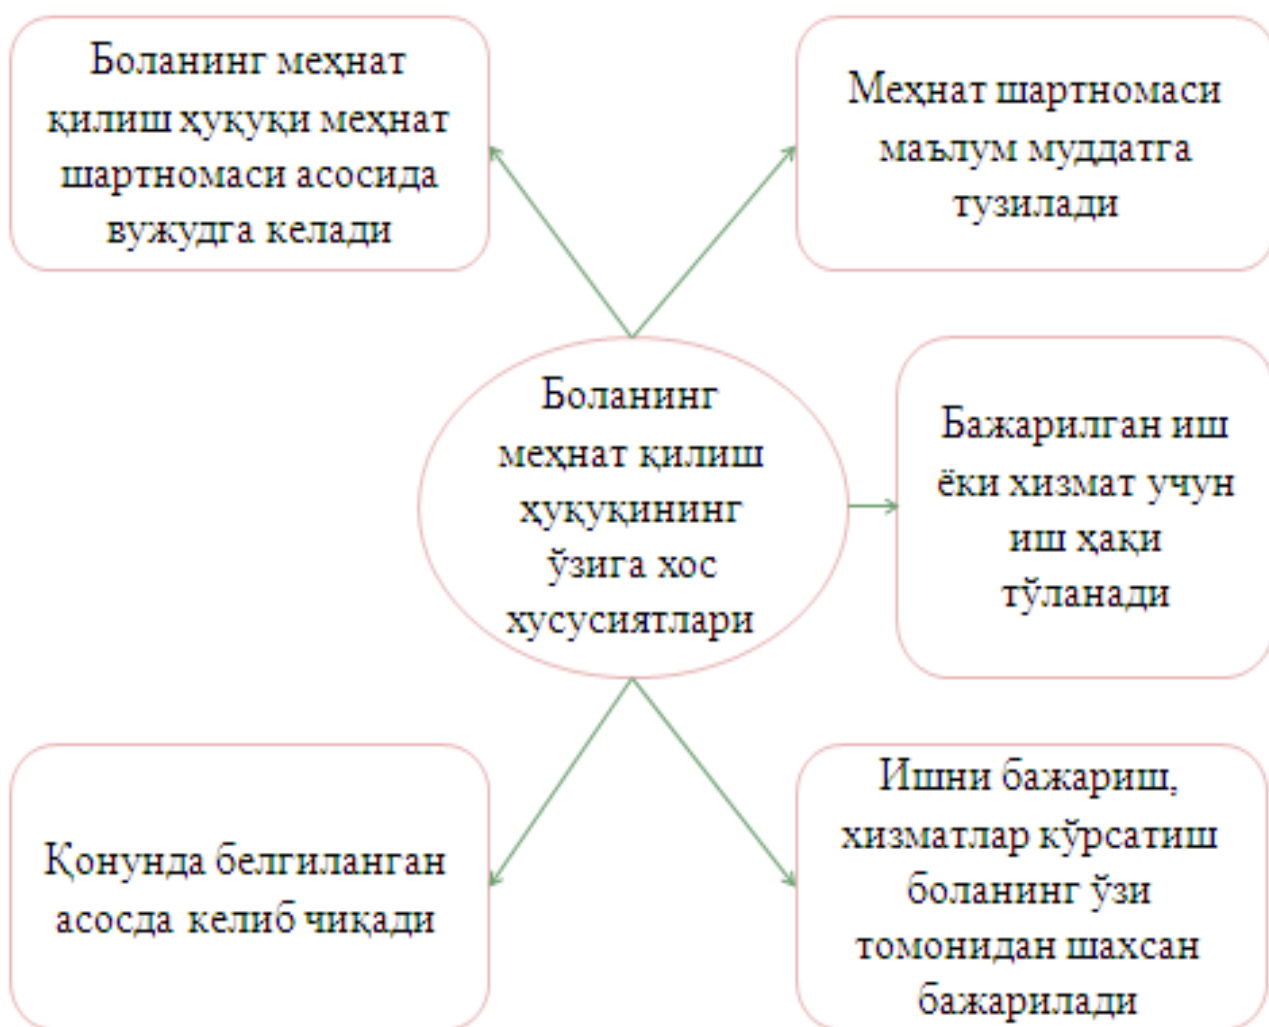 Боланинг меҳнат
қилиш ҳуқуқи меҳнат
шартномаси асосида
вужудга келади
Меҳнат шартномаси
маълум муддатга
тузилади
Боланинг
меҳнат қилиш
ҳуқуқининг
ўзига хос
хусусиятлари
Бажарилган иш
ёки хизмат учун
иш ҳақи
тўланади
Қонунда белгиланган
асосда келиб чиқади
Ишни бажариш,
хизматлар кўрсатиш
боланинг ўзи
томонидан шахсан
бажарилади